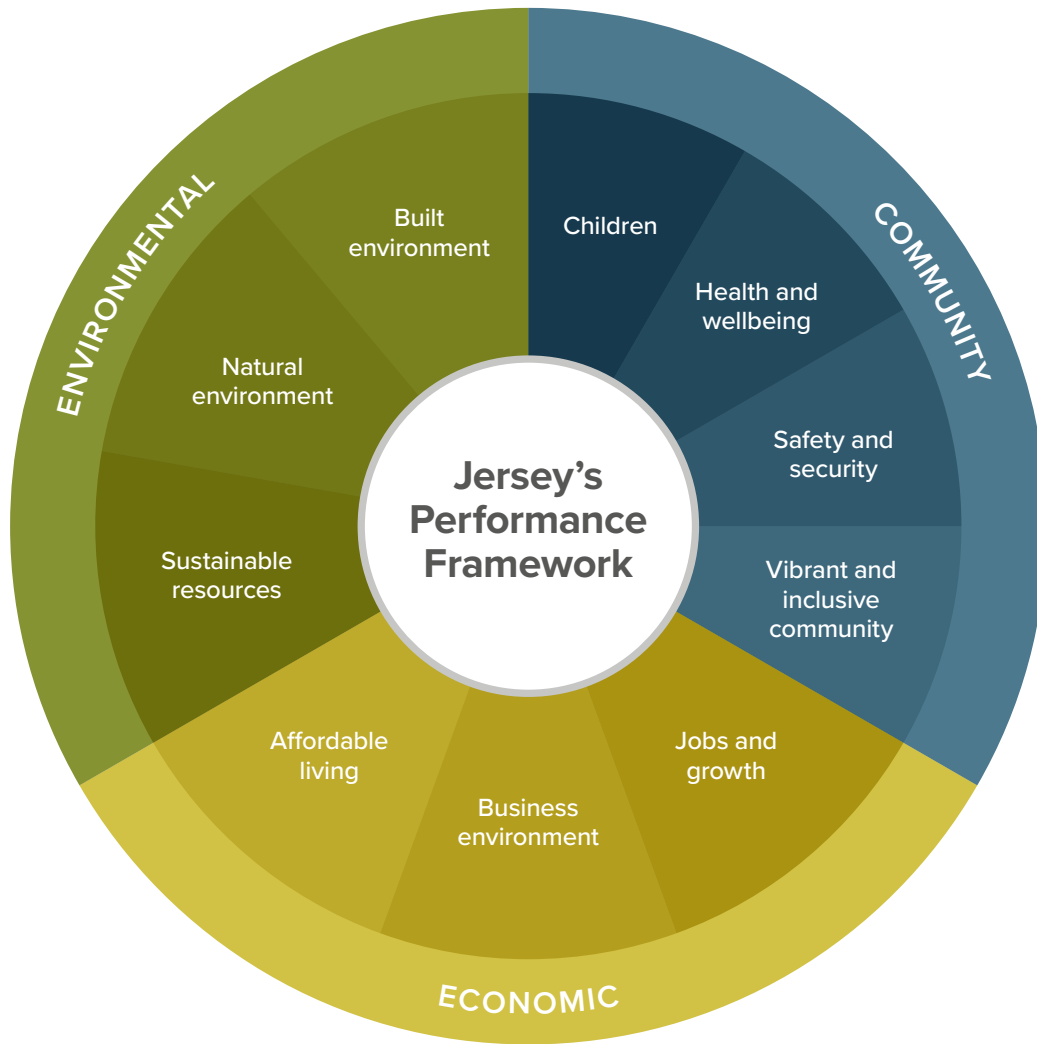 Jersey’s
Performance
Framework
COMMUNITY
Children
Health and
wellbeing
Safety and
security
Vibrant and
inclusive
community
ECONOMIC
Jobs and
growth
Business
environment
Affordable
living
ENVIRONMENTAL
Sustainable
resources
Natural
environment
Built
environment